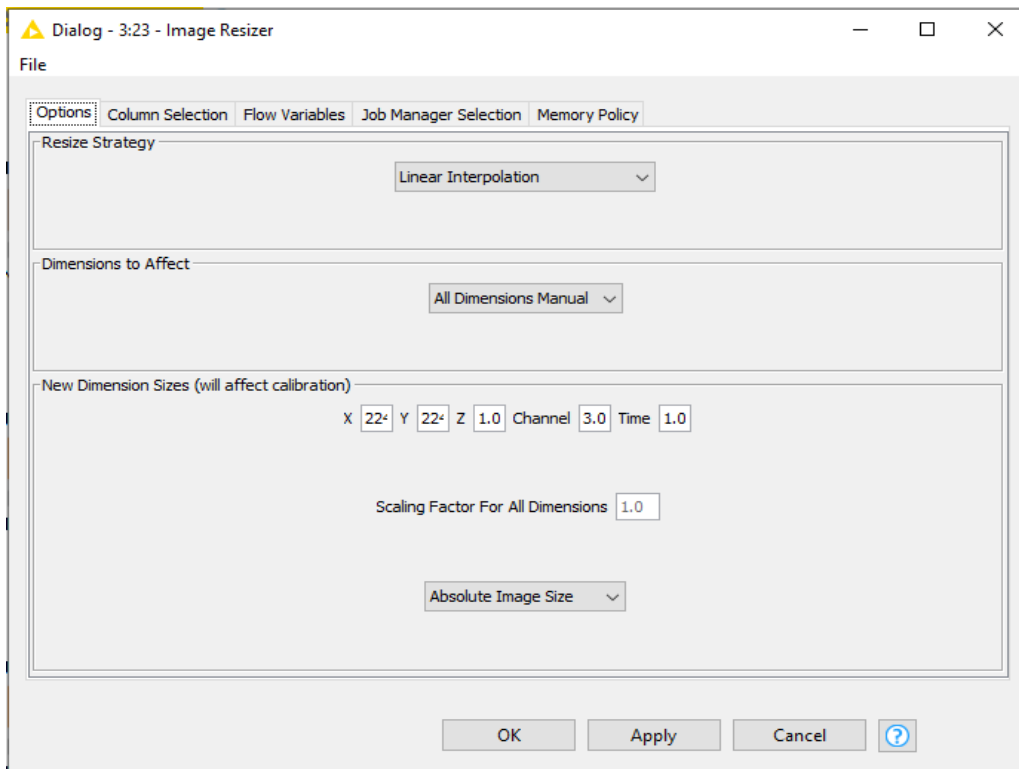 Dialog - 3:23 - Image Resizer
File
Options Column Selection Flow Variables Job Manager Selection Memory Policy
Resize Strategy
Linear Interpolation
Dimensions to Affect
All Dimensions Manual
New Dimension Sizes (will affect calibration)
X 224 Y 224 Z 1.0 Channel 3.0 Time 1.0
Scaling Factor For All Dimensions 1.0
Absolute Image Size
OK Apply Cancel ?